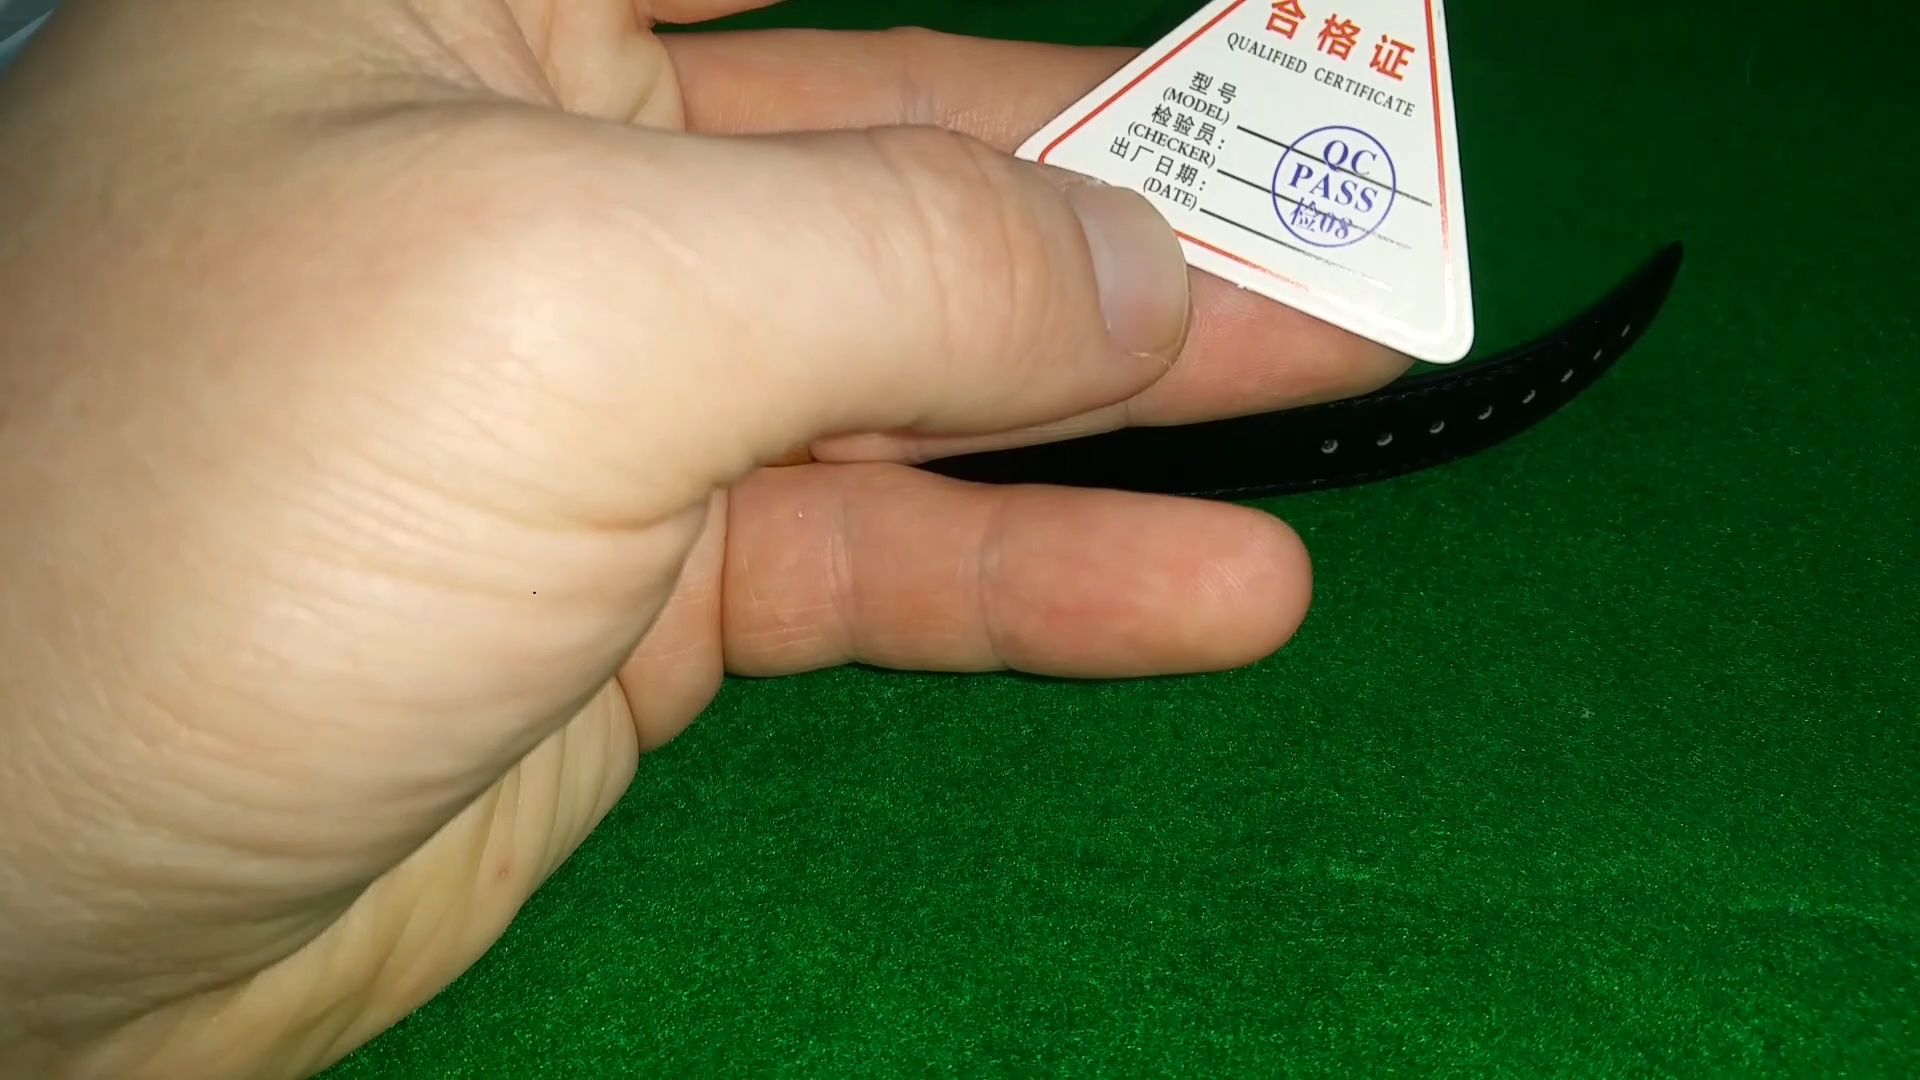 合格证
QUALIFIED CERTIFICATE
型号
(MODEL)
检验员:
(CHECKER)
出厂日期:
(DATE)
QC
PASS
检08